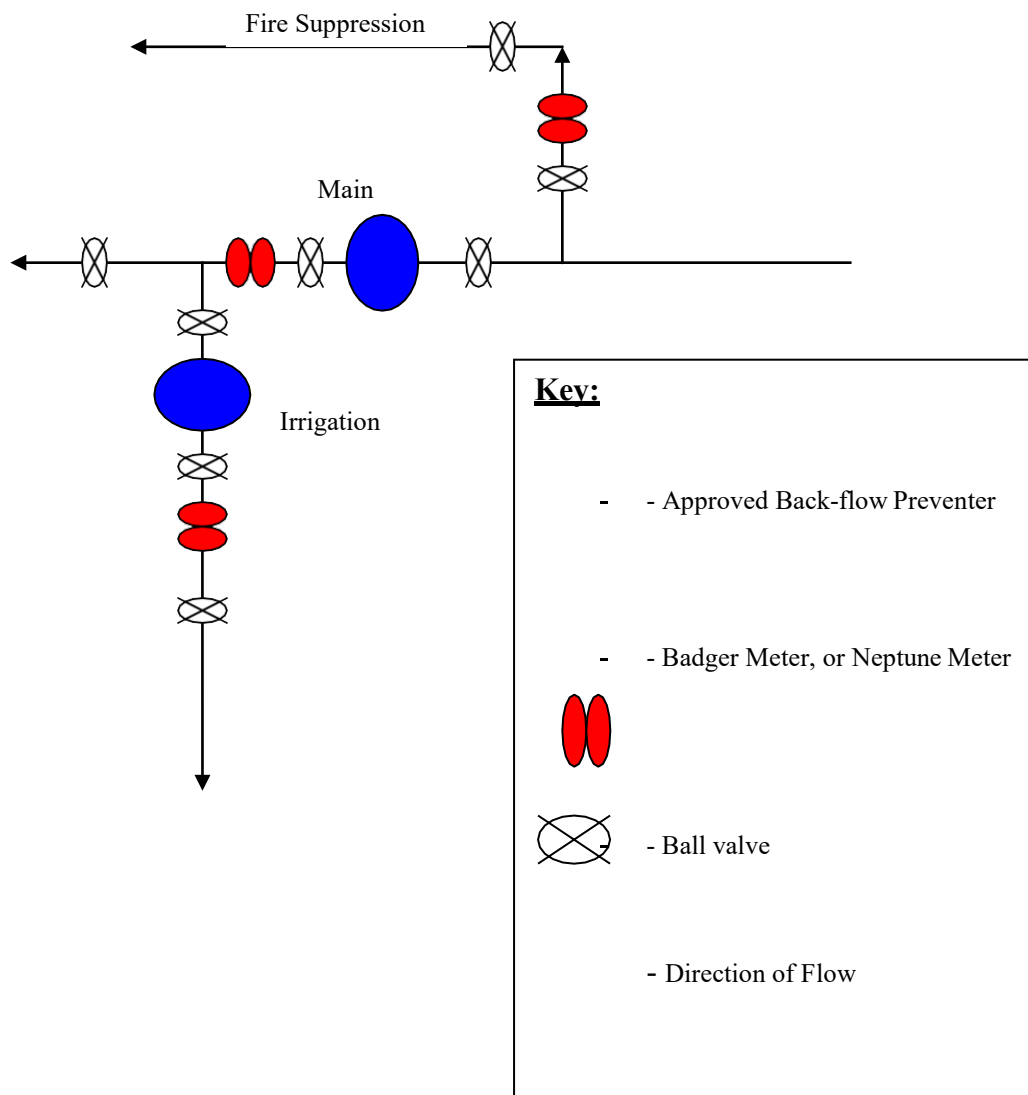 Fire Suppression
Main
Irrigation
Key:
- - Approved Back-flow Preventer
- - Badger Meter, or Neptune Meter
- - Ball valve
- Direction of Flow